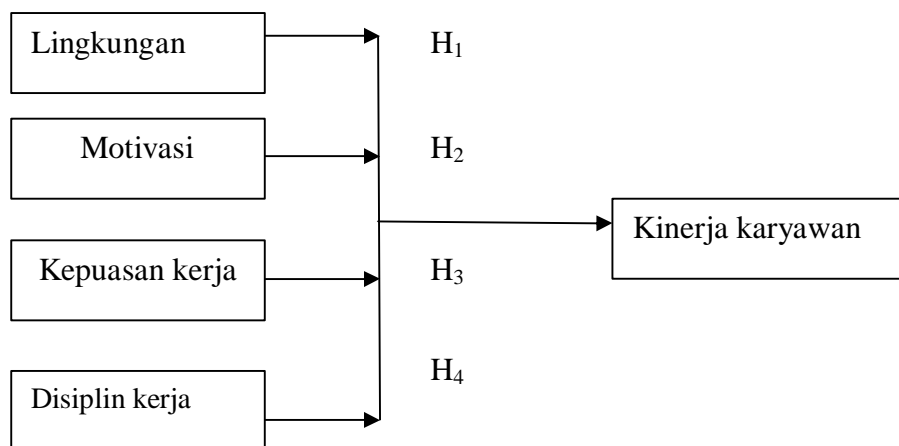 Lingkungan
H₁
Motivasi
H₂
Kinerja karyawan
Kepuasan kerja
H₃
H₄
Disiplin kerja